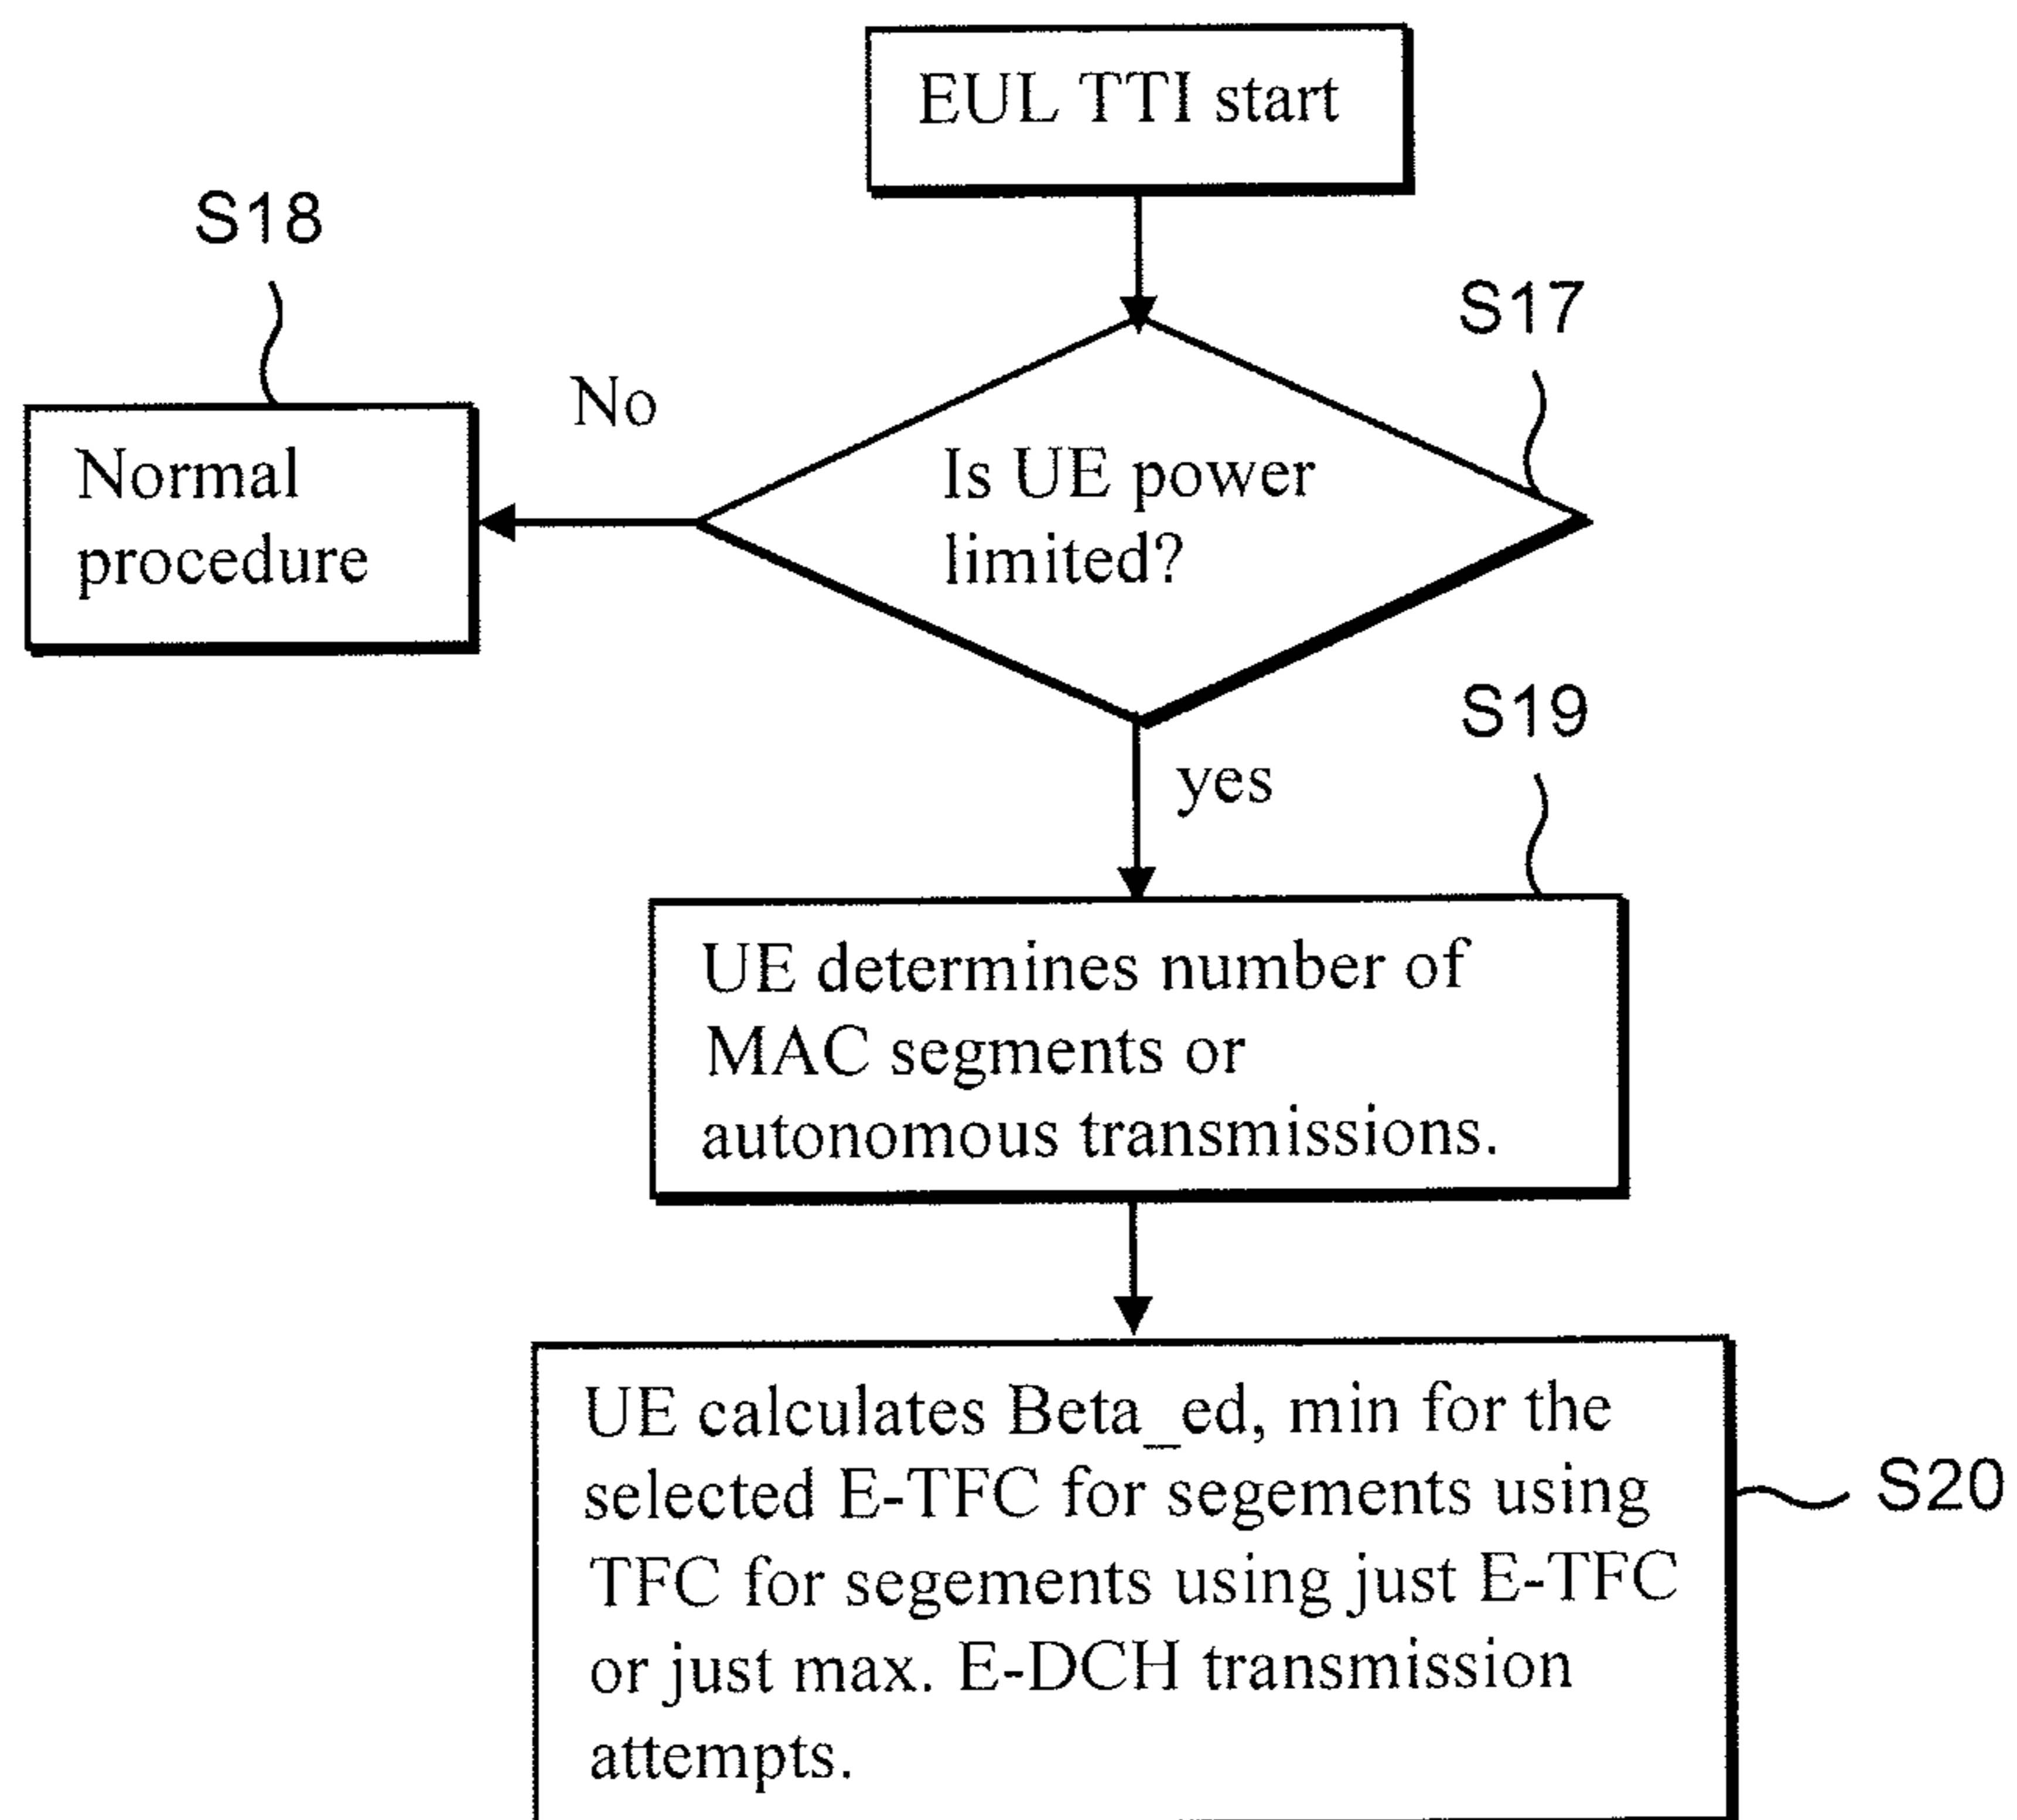 EUL TTI start
S18
S17
No
Normal
procedure
Is UE power
limited?
yes
S19
UE determines number of
MAC segments or
autonomous transmissions.
UE calculates Beta_ed, min for the
selected E-TFC for segements using
TFC for segements using just E-TFC
or just max. E-DCH transmission
attempts.
S20